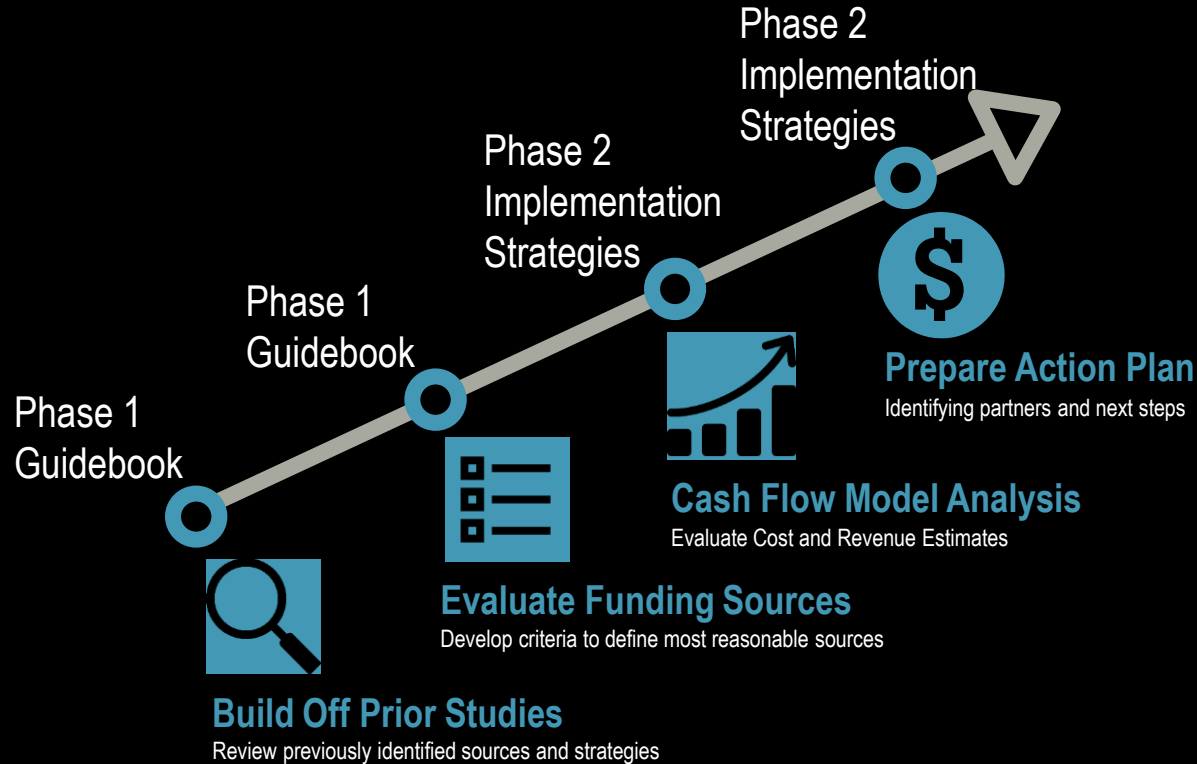 Phase 2
Implementation
Strategies
Phase 2
Implementation
Strategies
Phase 1
Guidebook
Phase 1
Guidebook
$
Prepare Action Plan
Identifying partners and next steps
Cash Flow Model Analysis
Evaluate Cost and Revenue Estimates
Evaluate Funding Sources
Develop criteria to define most reasonable sources
Build Off Prior Studies
Review previously identified sources and strategies